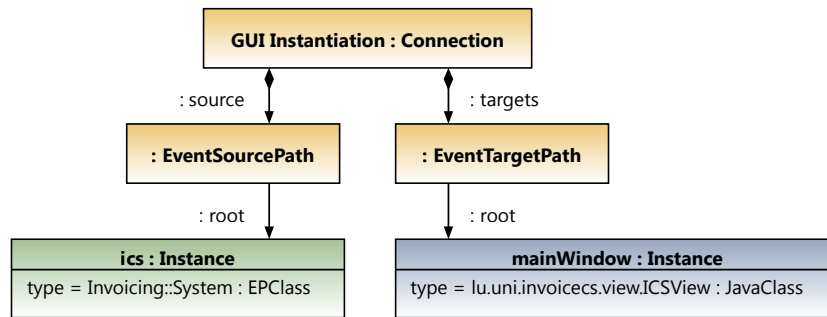 GUI Instantiation : Connection
: source
: targets
: EventSourcePath
: EventTargetPath
: root
: root
ics : Instance
type = Invoicing::System : EPClass
mainWindow : Instance
type = lu.uni.invoicecs.view.ICSView : JavaClass